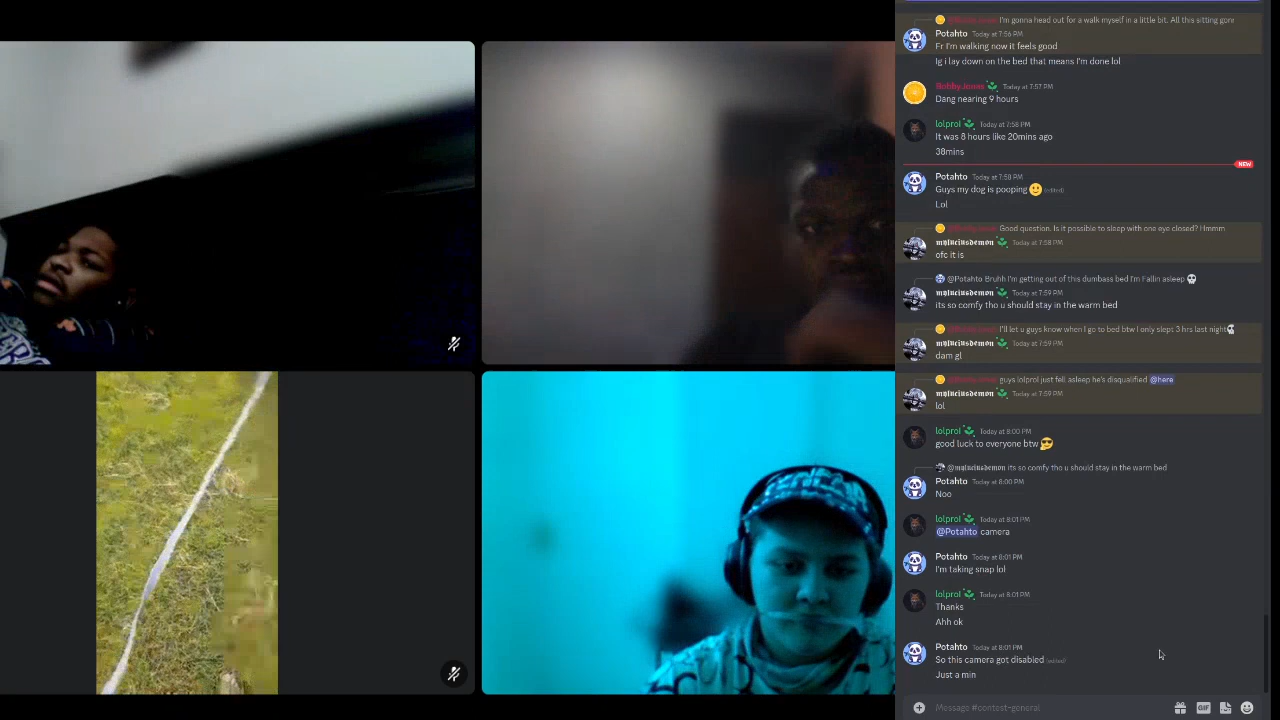 I'm gonna head out for a walk myself in a little bit. All this sitting gonn
Potahto Today at 7:56 PM
Fr I'm walking now it feels good
Ig i lay down on the bed that means I'm done lol
Today at 7:57 PM
Dang nearing 9 hours
lolprol Today at 7:58 PM
It was 8 hours like 20mins ago
38mins
NEW
Potahto Today at 7:58 PM
Guys my dog is pooping (edited)
Lol
Good question. Is it possible to sleep with one eye closed? Hmmm
myluciusdemon Today at 7:58 PM
ofc it is
@Potahto Bruhh I'm getting out of this dumbass bed I'm Fallin asleep
myluciusdemon Today at 7:59 PM
its so comfy tho u should stay in the warm bed
I'll let u guys know when I go to bed btw I only slept 3 hrs last night
myluciusdemon Today at 7:59 PM
dam gl
guys lolprol just fell asleep he's disqualified @here
myluciusdemon Today at 7:59 PM
lol
lolprol Today at 8:00 PM
good luck to everyone btw
@myluciusdemon its so comfy tho u should stay in the warm bed
Potahto Today at 8:00 PM
Noo
lolprol Today at 8:01 PM
@Potahto camera
Potahto Today at 8:01 PM
I'm taking snap lol
lolprol Today at 8:01 PM
Thanks
Ahh ok
Potahto Today at 8:01 PM
So this camera got disabled (edited)
Just a min
Message #contest-general
GIF